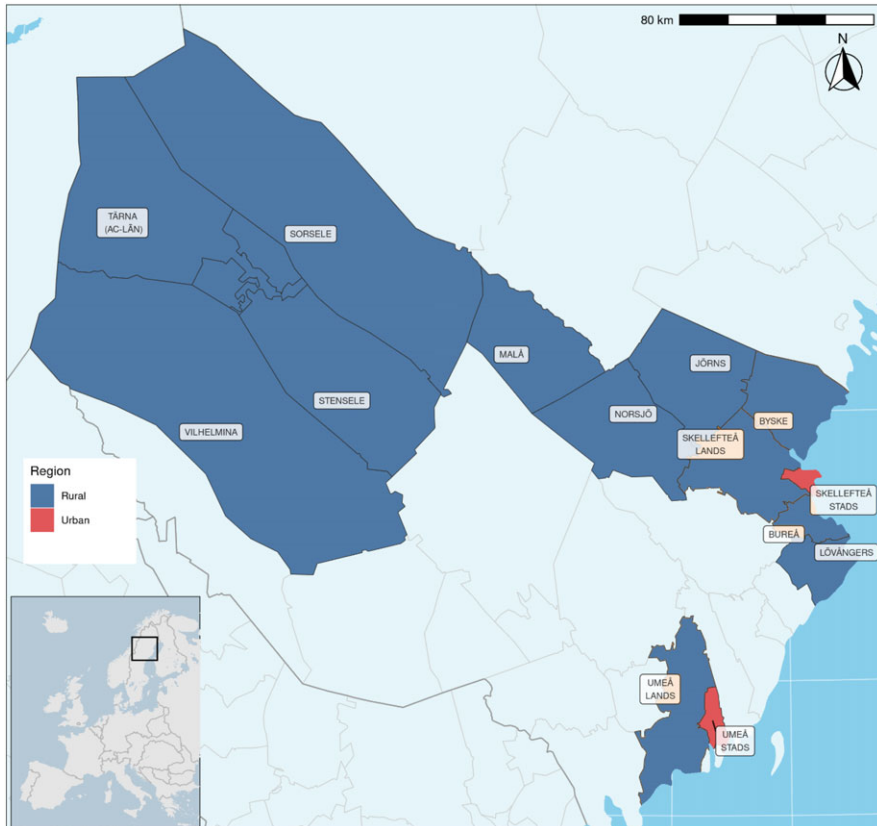 80 km
N
TÄRNA
(AC-LÄN)
SORSELE
MALÅ
JÖRNS
STENSELE
NORSJÖ
BYSKE
VILHELMINA
SKELLEFTEÅ
LANDS
Region
Rural
Urban
SKELLEFTEÅ
STADS
BUREÅ
LÖVÅNGERS
UMEÅ
LANDS
UMEÅ
STADS